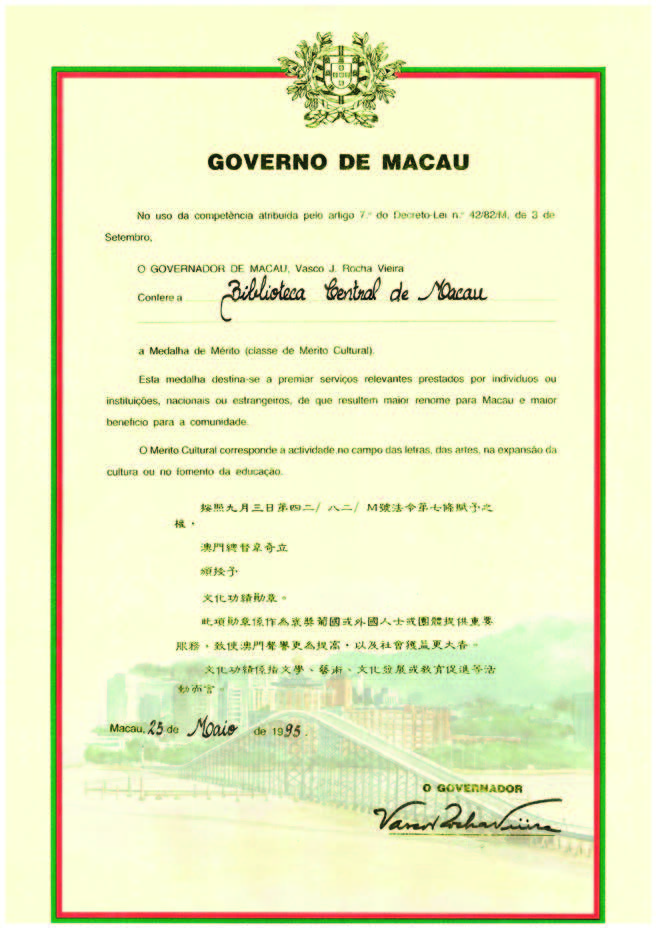 GOVERNO DE MACAU
No uso da competência atribuída pelo artigo 7.º do Decreto-Lei n.º 42/82/M, de 3 de
Setembro,
O GOVERNADOR DE MACAU, Vasco J. Rocha Vieira
Confere a Biblioteca Central de Macau
a Medalha de Mérito (classe de Mérito Cultural).
Esta medalha destina-se a premiar serviços relevantes prestados por indivíduos ou
instituições, nacionais ou estrangeiros, de que resultem maior renome para Macau e maior
benefício para a comunidade.
O Mérito Cultural corresponde a actividade no campo das letras, das artes, na expansão da
cultura ou no fomento da educação.
按照九月三日第四二/八二/M號法令第七條賦予之
權，
澳門總督韋奇立
頒授予
文化功績勛章。
此項勛章係作為衷獎葡國或外國人士或團體提供重要
服務，致使澳門聲譽更為提高，以及社會獲益更大者。
文化功績係指文學、藝術、文化發展或教育促進等活
動而言。
Macau, 25 de Maio de 1995.
O GOVERNADOR
Vasco Rocha Vieira